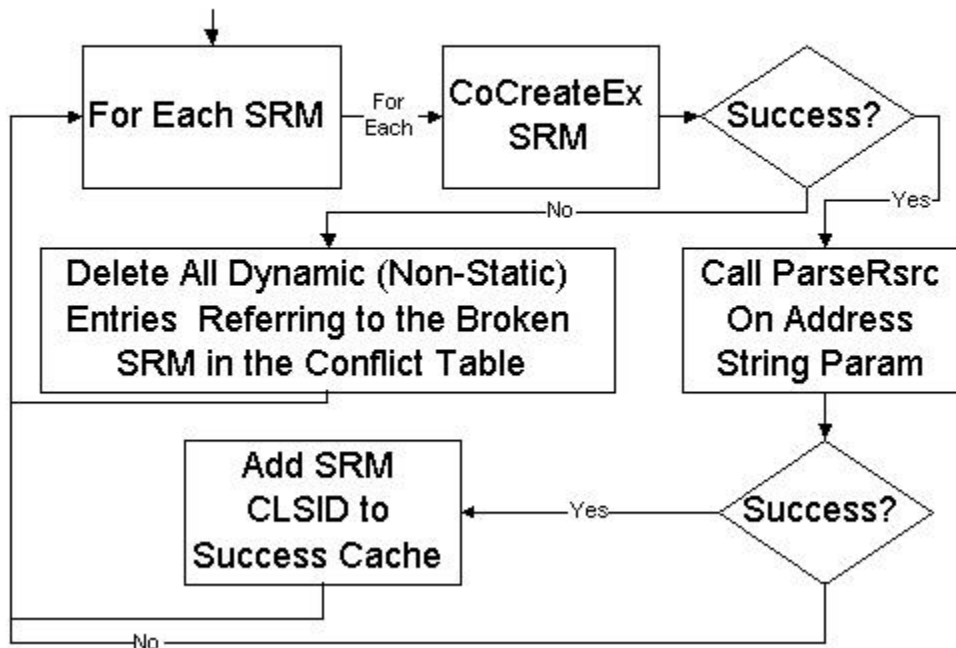 For Each SRM
For
Each
CoCreateEx
SRM
Success?
No
Yes
Delete All Dynamic (Non-Static)
Entries Referring to the Broken
SRM in the Conflict Table
Call ParseRsrc
On Address
String Param
Add SRM
CLSID to
Success Cache
Yes
Success?
No